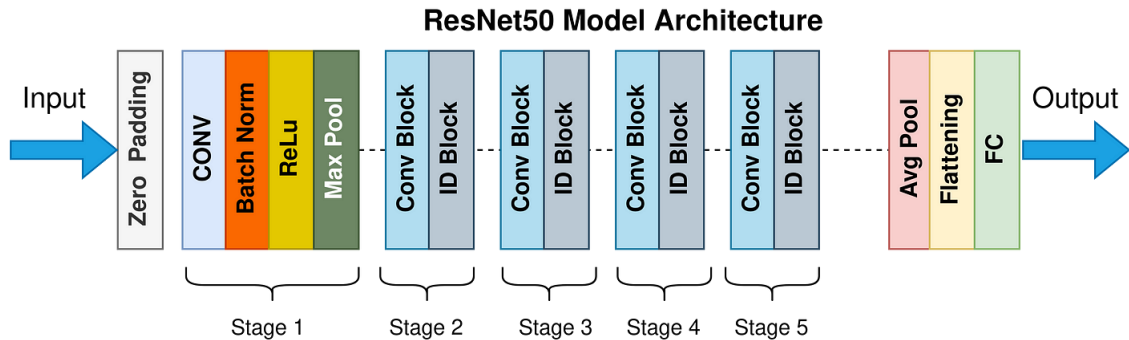 ResNet50 Model Architecture
Input
Zero Padding
CONV
Batch Norm
ReLu
Max Pool
Conv Block
ID Block
Conv Block
ID Block
Conv Block
ID Block
Conv Block
ID Block
Avg Pool
Flattening
FC
Output
Stage 1
Stage 2
Stage 3
Stage 4
Stage 5